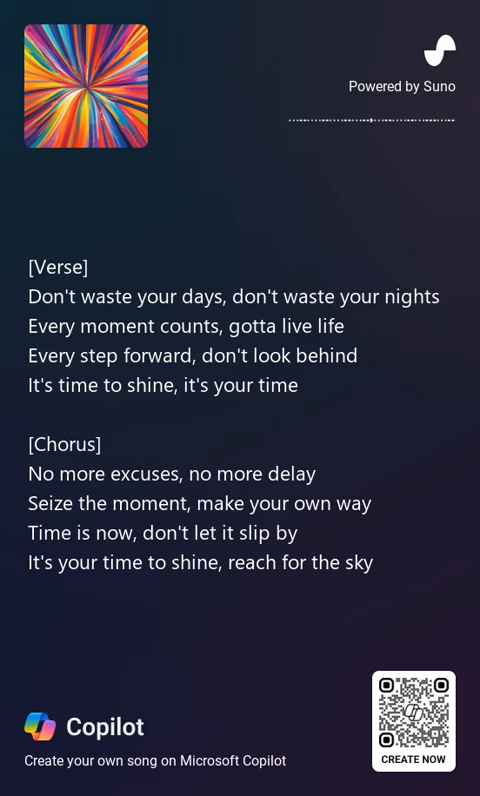 Powered by Suno
[Verse]
Don't waste your days, don't waste your nights
Every moment counts, gotta live life
Every step forward, don't look behind
It's time to shine, it's your time
[Chorus]
No more excuses, no more delay
Seize the moment, make your own way
Time is now, don't let it slip by
It's your time to shine, reach for the sky
Copilot
Create your own song on Microsoft Copilot
CREATE NOW